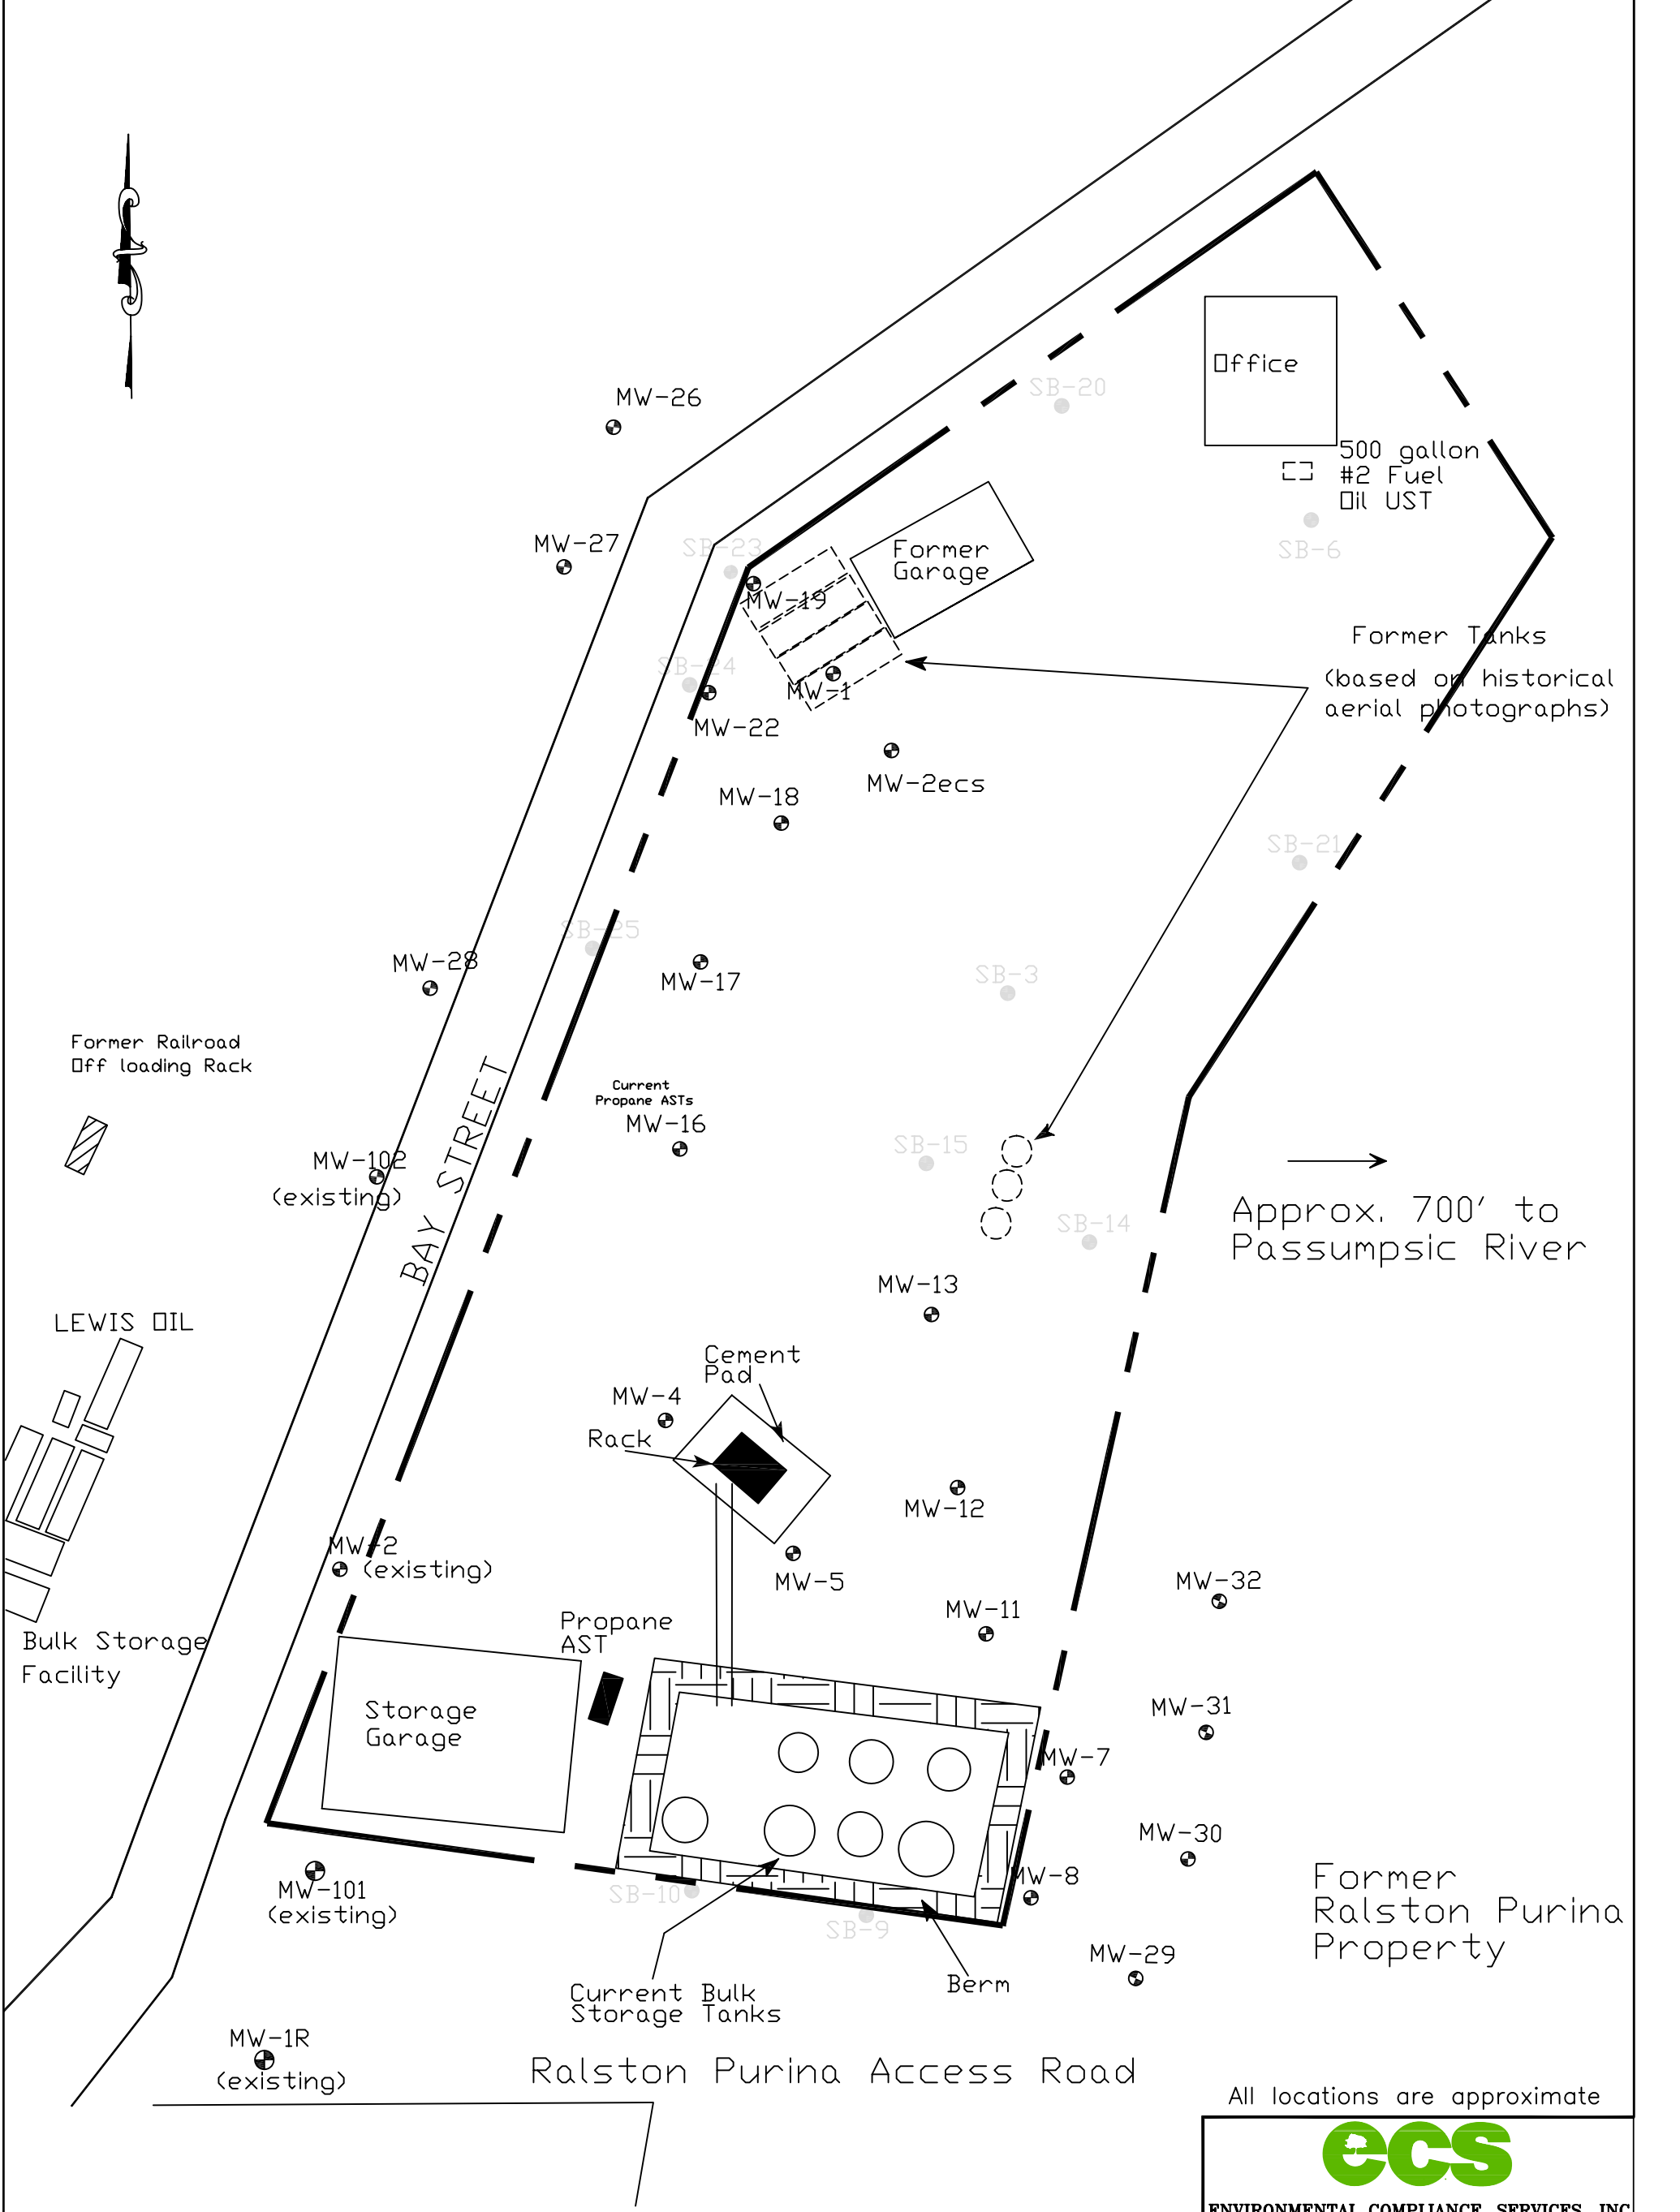 MW-26
SB-20
Office
500 gallon
#2 Fuel
Oil UST
SB-6
MW-27
SB-23
Former
Garage
MW-19
Former Tanks
(based on historical
aerial photographs)
SB-24
MW-1
MW-22
MW-2ecs
MW-18
SB-21
SB-25
MW-28
MW-17
SB-3
Former Railroad
Off loading Rack
Current
Propane ASTs
MW-16
SB-15
BAY STREET
MW-102
(existing)
SB-14
Approx. 700' to
Passumpsic River
MW-13
LEWIS OIL
Cement
Pad
MW-4
Rack
MW-12
MW-2
(existing)
MW-5
MW-32
MW-11
Propane
AST
Bulk Storage
Facility
Storage
Garage
MW-31
MW-7
MW-30
MW-8
MW-101
(existing)
SB-10
SB-9
Former
Ralston Purina
Property
MW-29
Berm
Current Bulk
Storage Tanks
MW-1R
(existing)
Ralston Purina Access Road
All locations are approximate
ecs
ENVIRONMENTAL COMPLIANCE SERVICES, INC